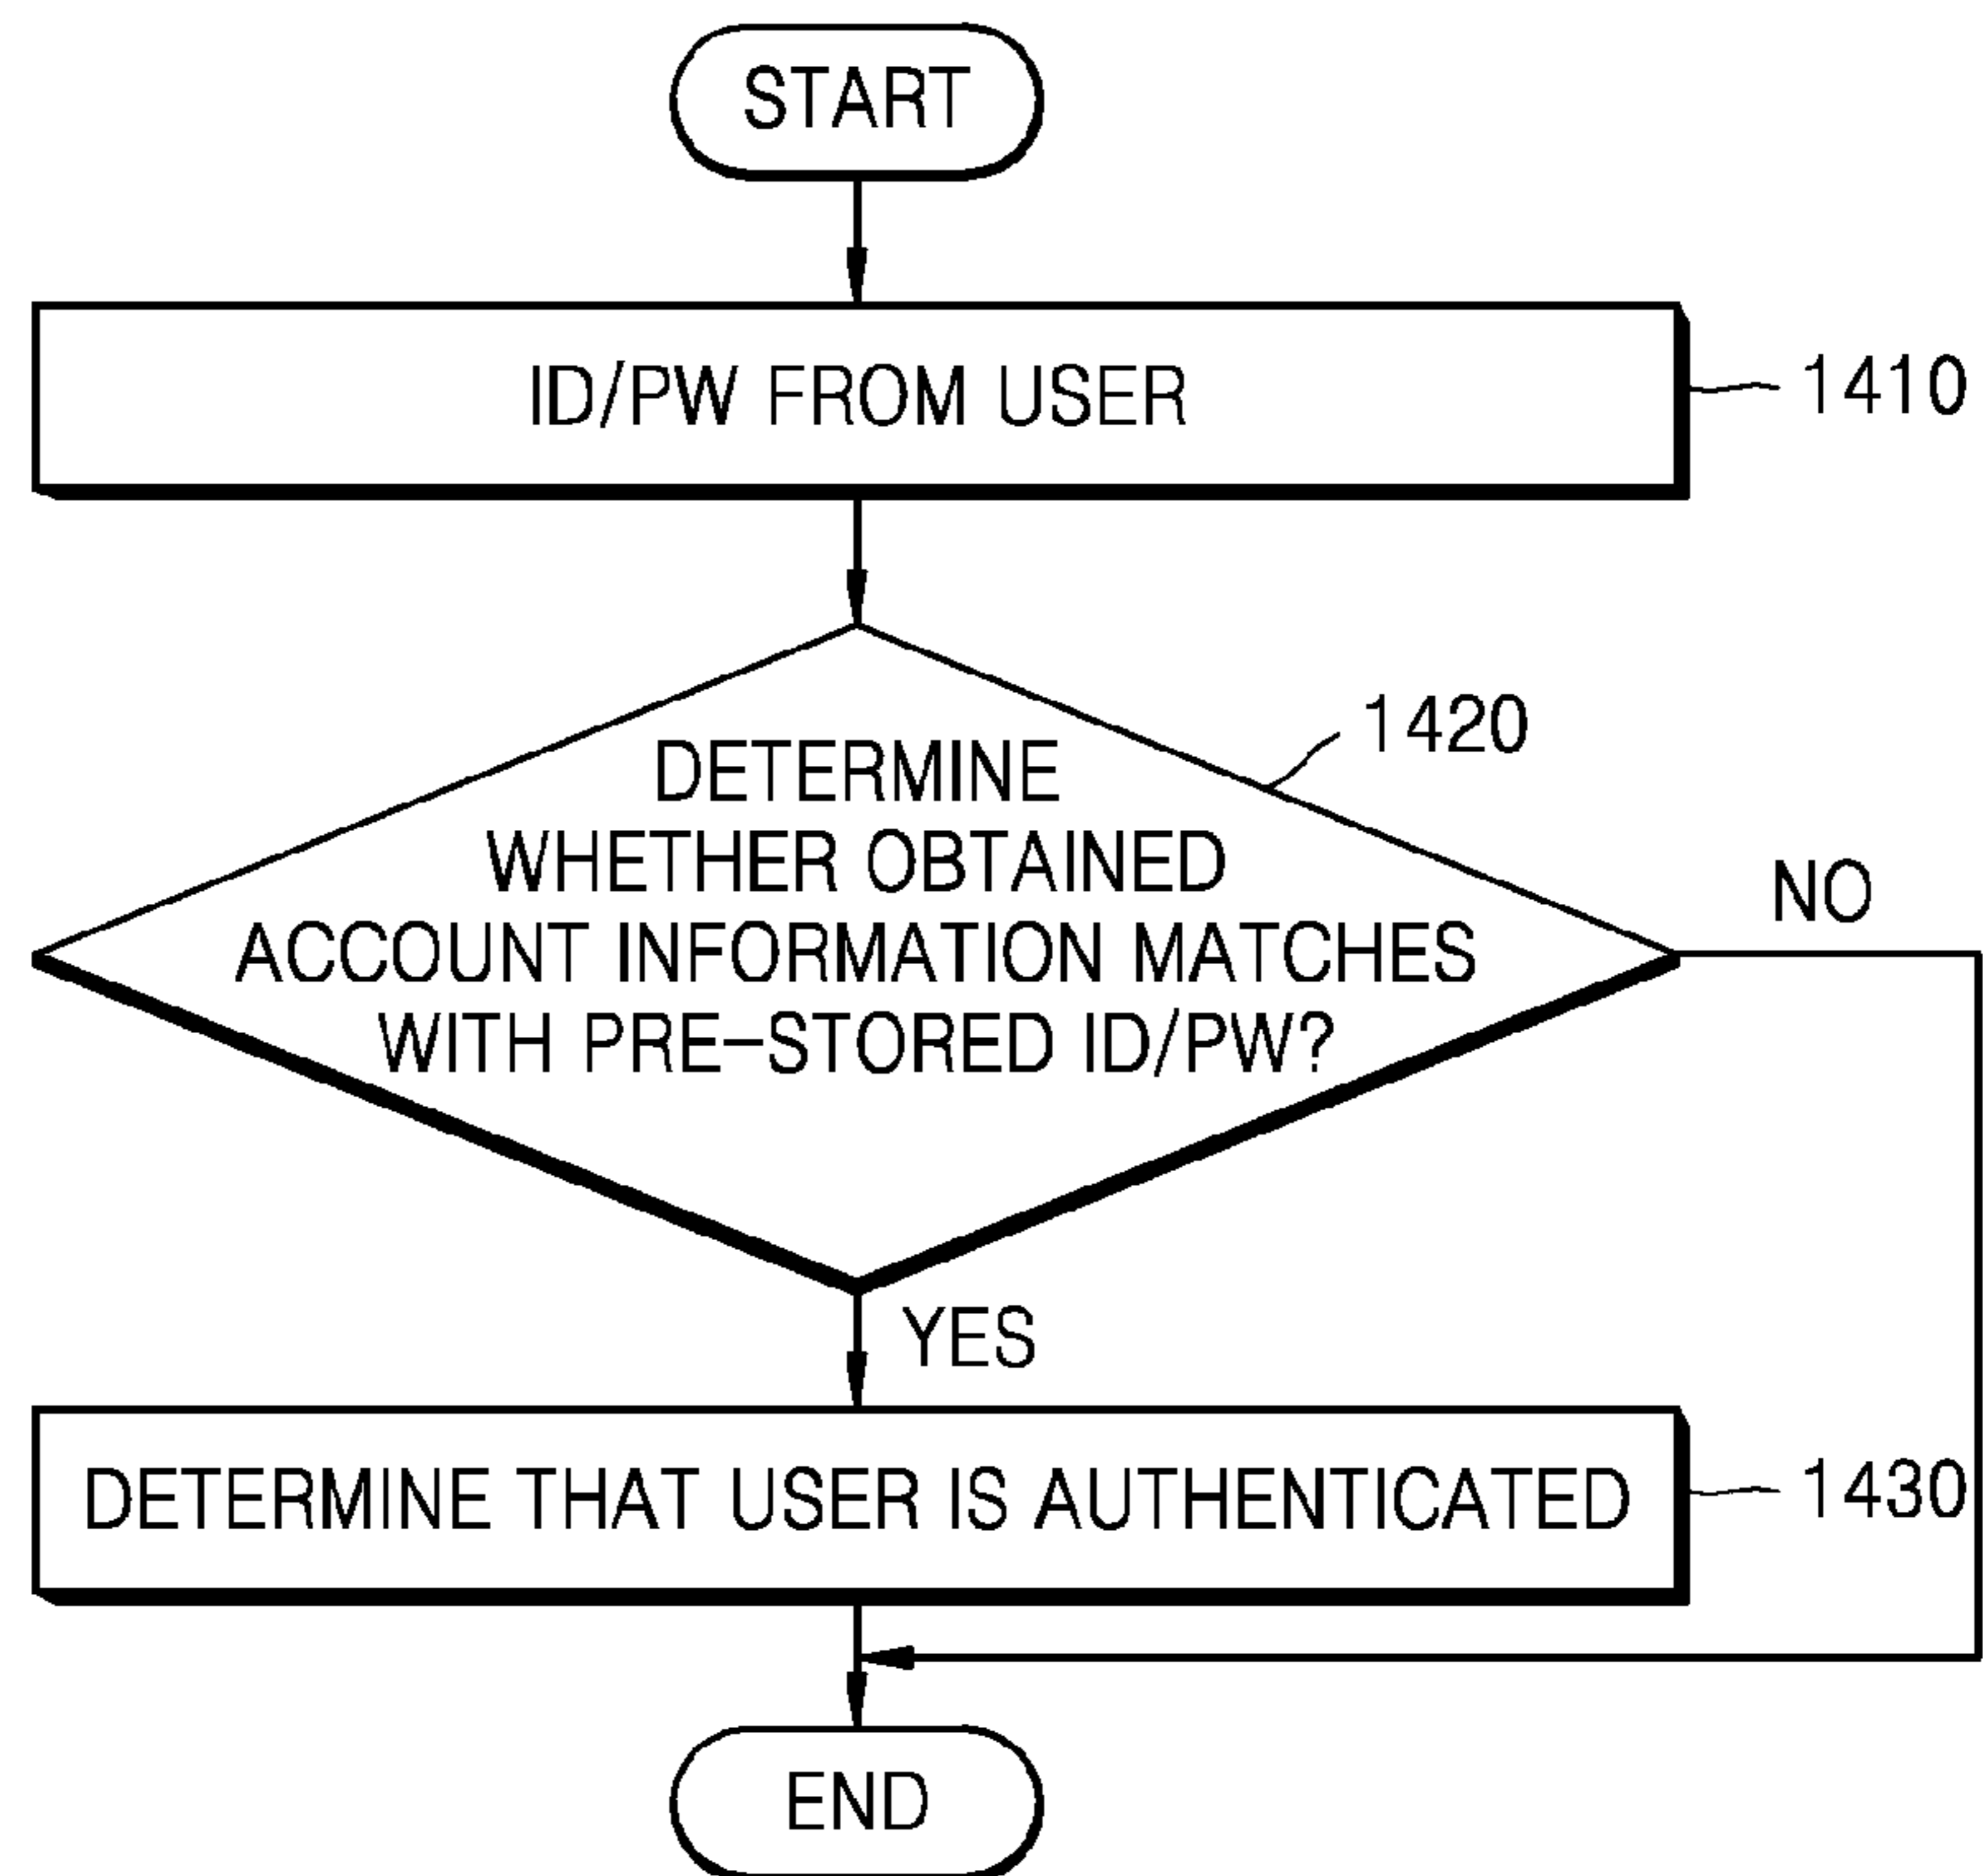 START
ID/PW FROM USER
1410
1420
DETERMINE
WHETHER OBTAINED
ACCOUNT INFORMATION MATCHES
WITH PRE-STORED ID/PW?
NO
YES
DETERMINE THAT USER IS AUTHENTICATED
1430
END